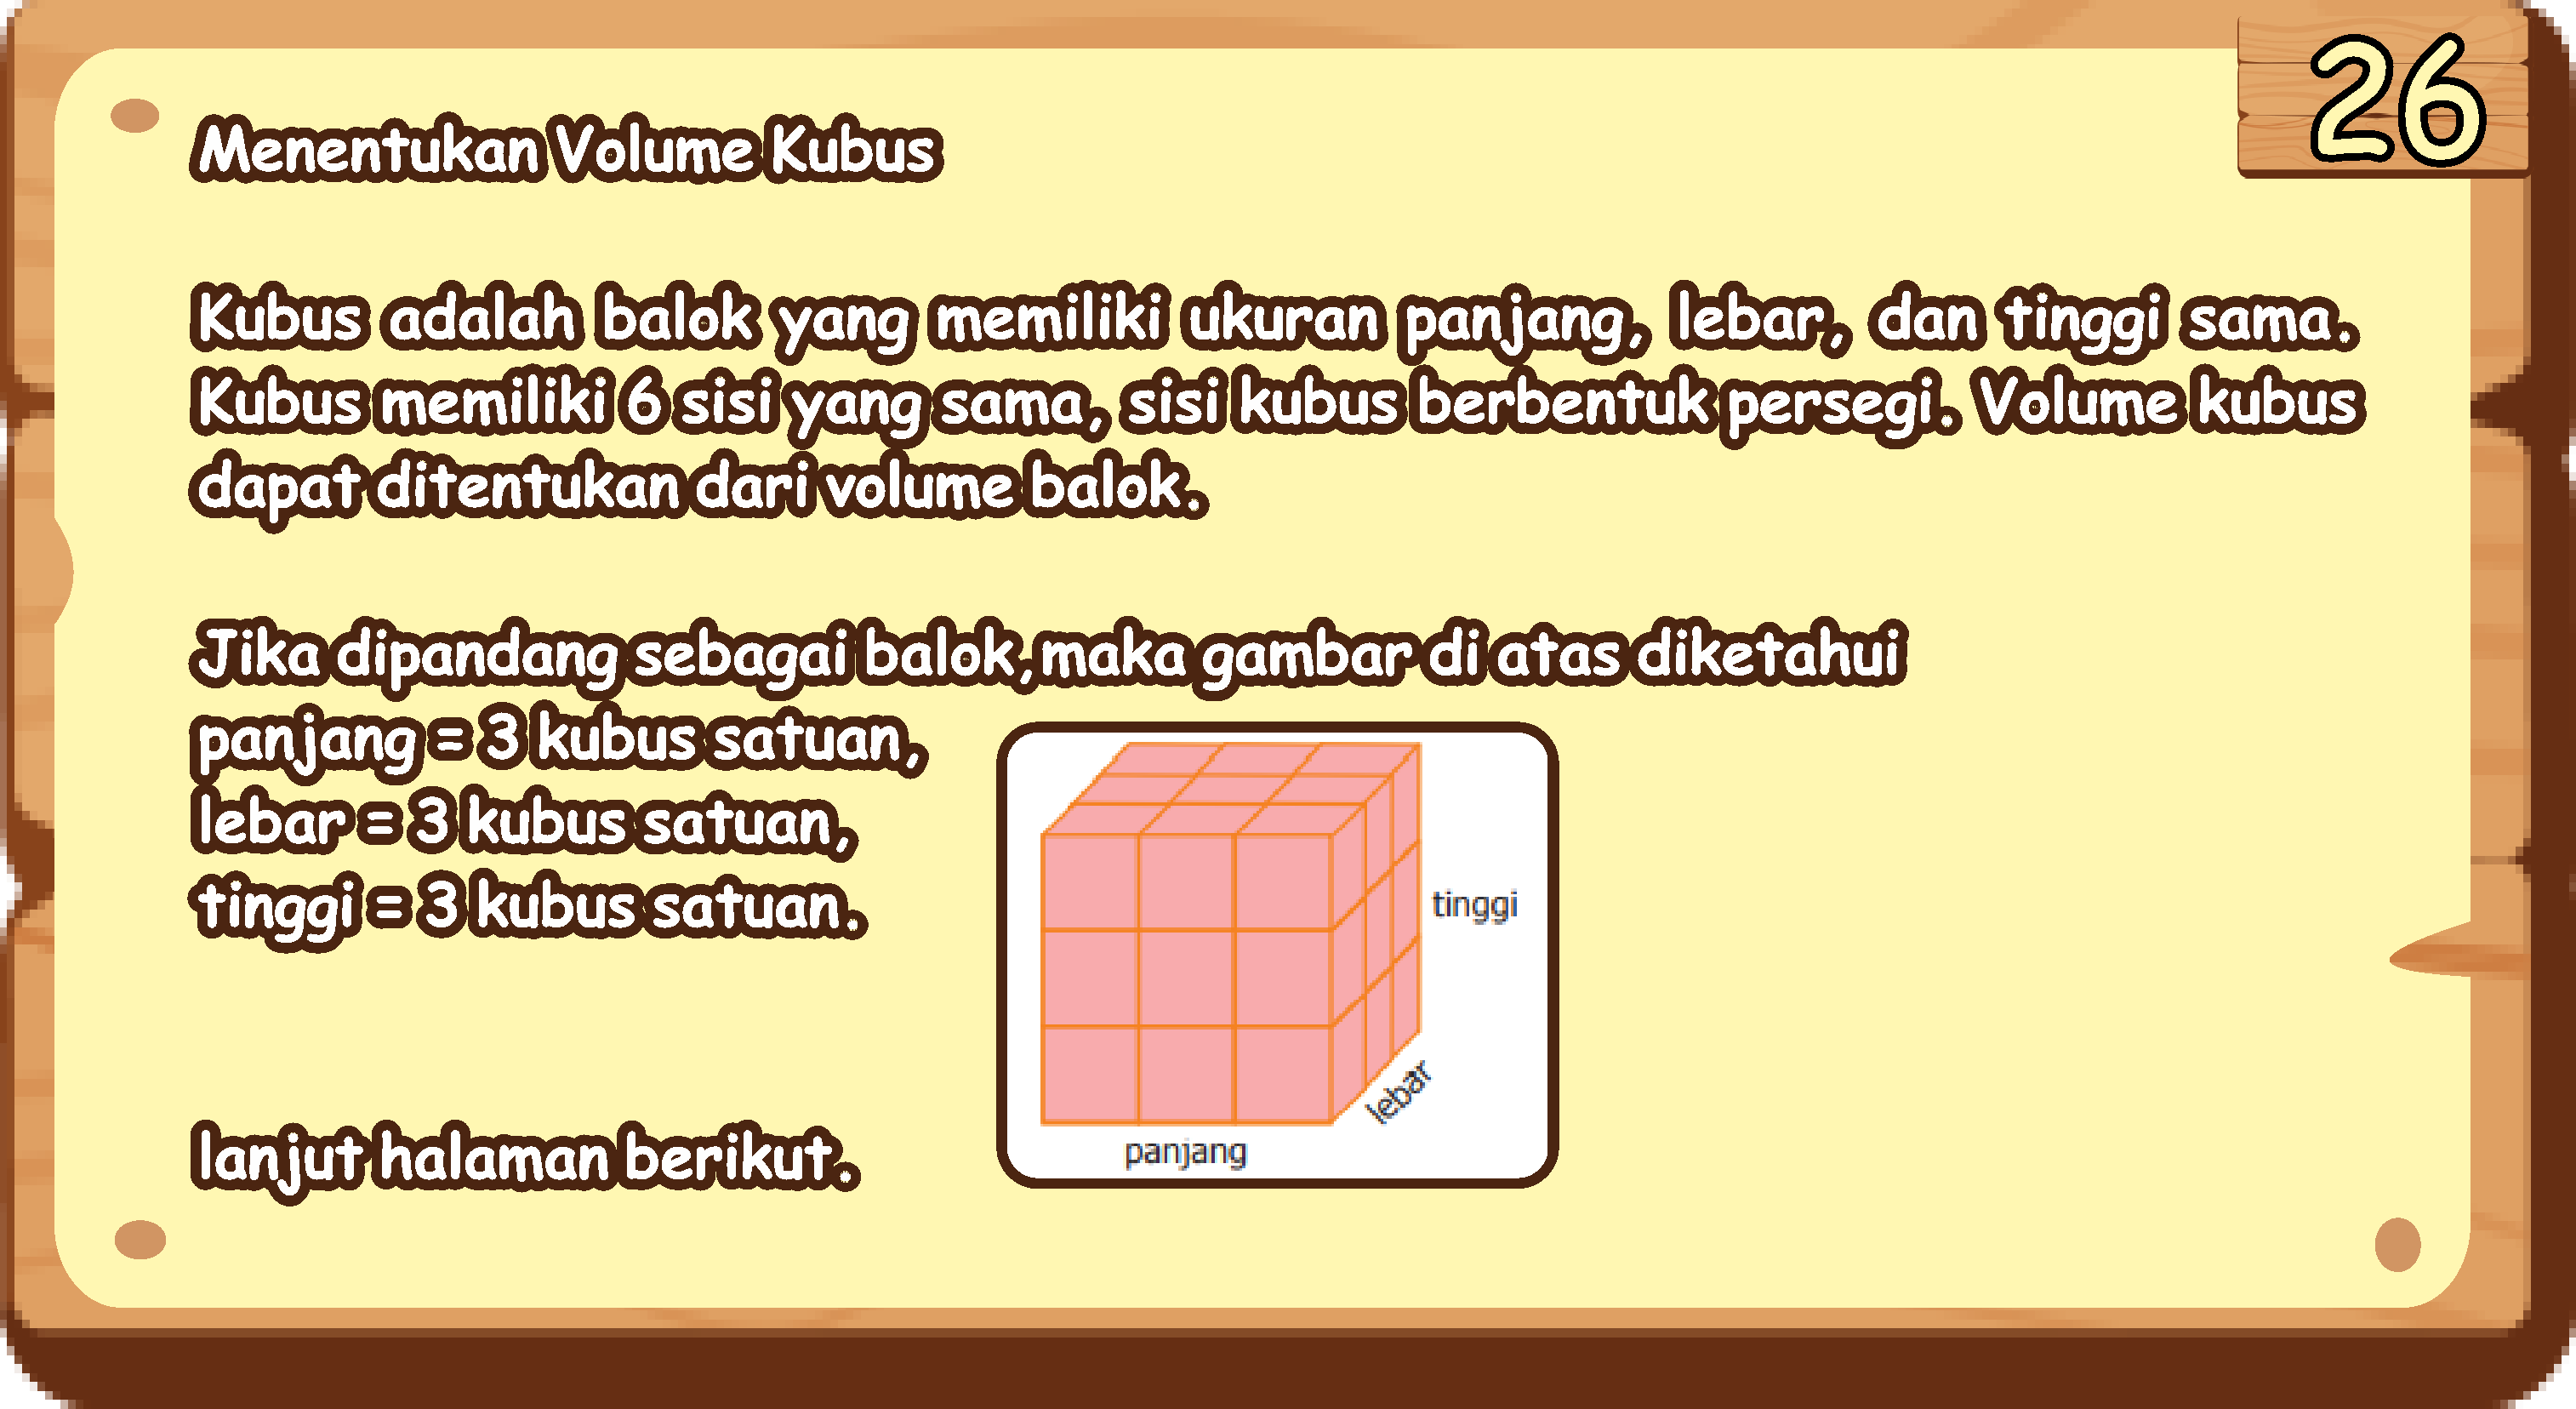 26
Menentukan Volume Kubus
Kubus adalah balok yang memiliki ukuran panjang, lebar, dan tinggi sama.
Kubus memiliki 6 sisi yang sama, sisi kubus berbentuk persegi. Volume kubus
dapat ditentukan dari volume balok.
Jika dipandang sebagai balok,maka gambar di atas diketahui
panjang = 3 kubus satuan,
lebar = 3 kubus satuan,
tinggi = 3 kubus satuan.
tinggi
lebar
panjang
lanjut halaman berikut.